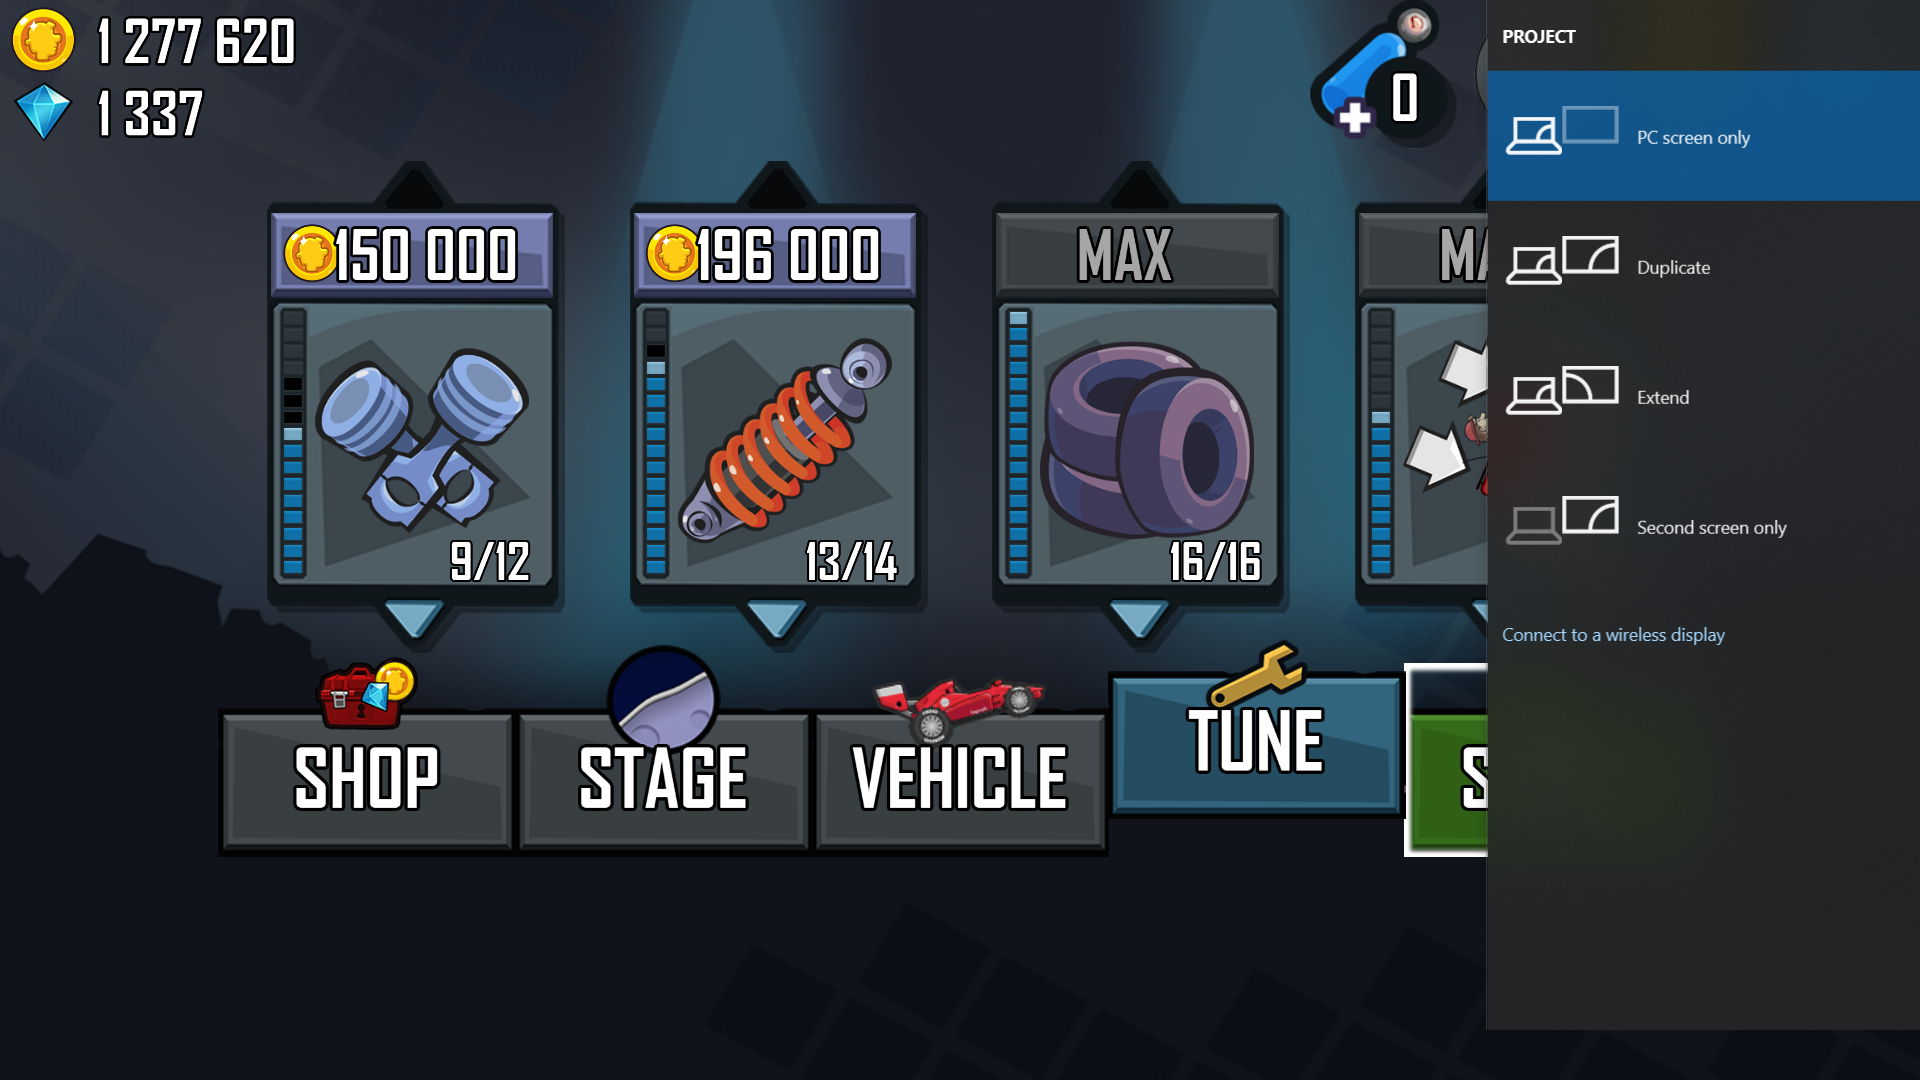 1 277 620
1 337
0
150 000
196 000
MAX
9/12
13/14
16/16
SHOP
STAGE
VEHICLE
TUNE
PROJECT
PC screen only
Duplicate
Extend
Second screen only
Connect to a wireless display